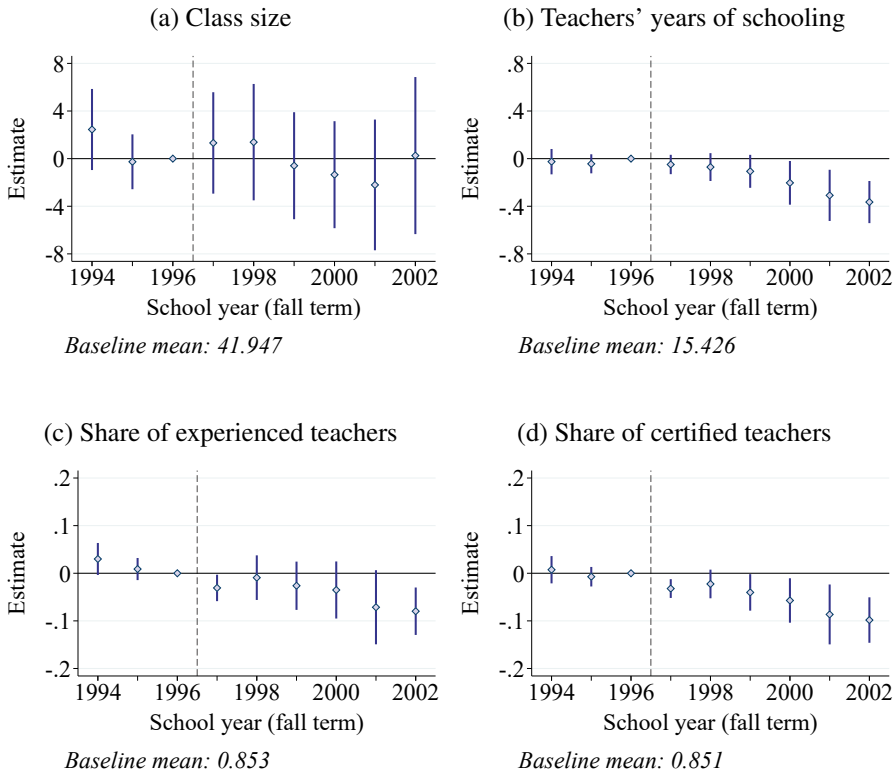 (a) Class size
8
4
0
-4
-8
Estimate
1994 1996 1998 2000 2002
School year (fall term)
Baseline mean: 41.947
(b) Teachers’ years of schooling
.8
.4
0
-.4
-.8
Estimate
1994 1996 1998 2000 2002
School year (fall term)
Baseline mean: 15.426
(c) Share of experienced teachers
.2
.1
0
-.1
-.2
Estimate
1994 1996 1998 2000 2002
School year (fall term)
Baseline mean: 0.853
(d) Share of certified teachers
.2
.1
0
-.1
-.2
Estimate
1994 1996 1998 2000 2002
School year (fall term)
Baseline mean: 0.851